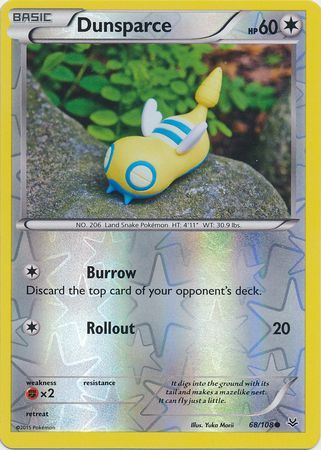 BASIC
Dunsparce
HP60
NO. 206 Land Snake Pokémon HT: 4'11" WT: 30.9 lbs.
Burrow
Discard the top card of your opponent's deck.
Rollout 20
weakness resistance
×2
retreat
It digs into the ground with its
tail and makes a mazelike nest.
It can fly just a little.
©2015 Pokémon
Illus. Yuka Morii 68/108